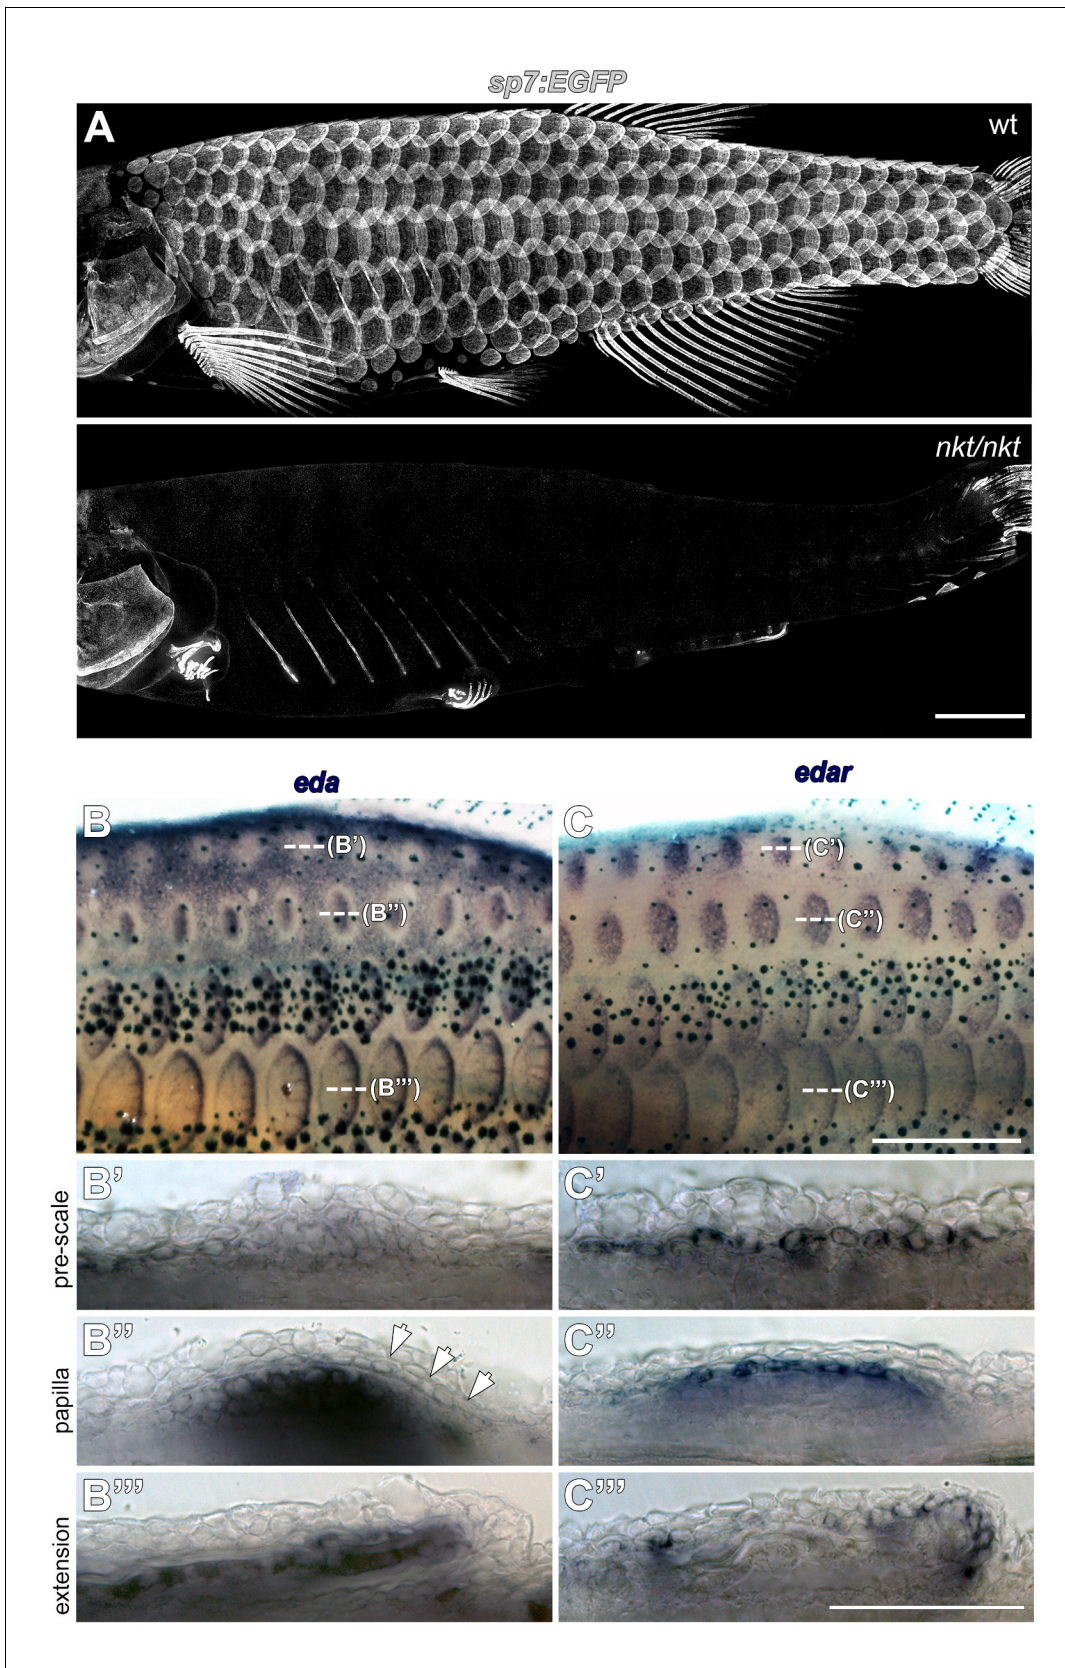 sp7:EGFP
A
wt
nkt/nkt
eda
edar
B
(B')
(B'')
(B''')
C
(C')
(C'')
(C''')
pre-scale
B'
C'
papilla
B''
C''
extension
B'''
C'''